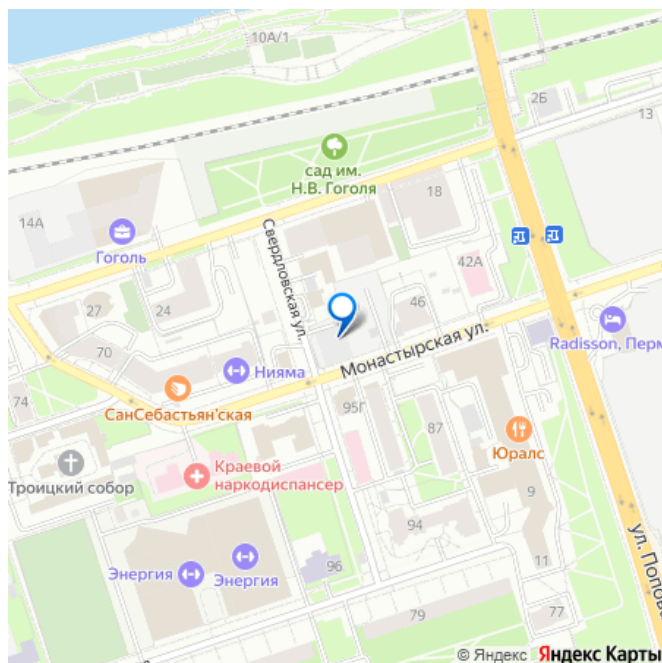 10А/1
2Б
13
сад им.
Н.В. Гоголя
18
14А
Гоголь
Свердловская ул.
42А
27
24
46
Radisson, Перм
70
Монастырская ул.
Нияма
74
СанСебастьян'ская
95Г
87
Юралс
Троицкий собор
Краевой
наркодиспансер
9
94
Энергия
Энергия
96
11
ул. Попова
79
77
© Яндекс Яндекс Карты